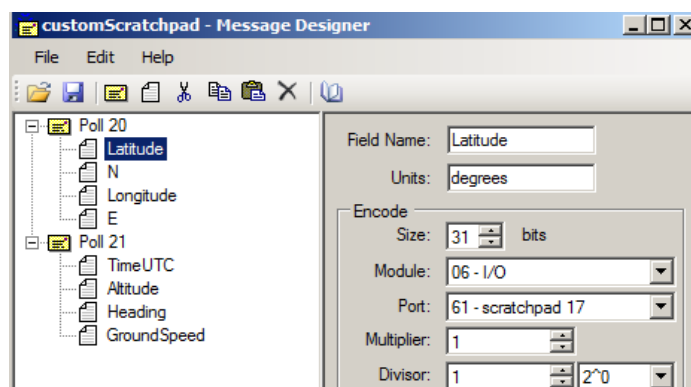 customScratchpad - Message Designer
File Edit Help
Poll 20
Latitude
N
Longitude
E
Poll 21
TimeUTC
Altitude
Heading
GroundSpeed
Field Name: Latitude
Units: degrees
Encode
Size: 31 bits
Module: 06 - I/O
Port: 61 - scratchpad 17
Multiplier: 1
Divisor: 1 2^0